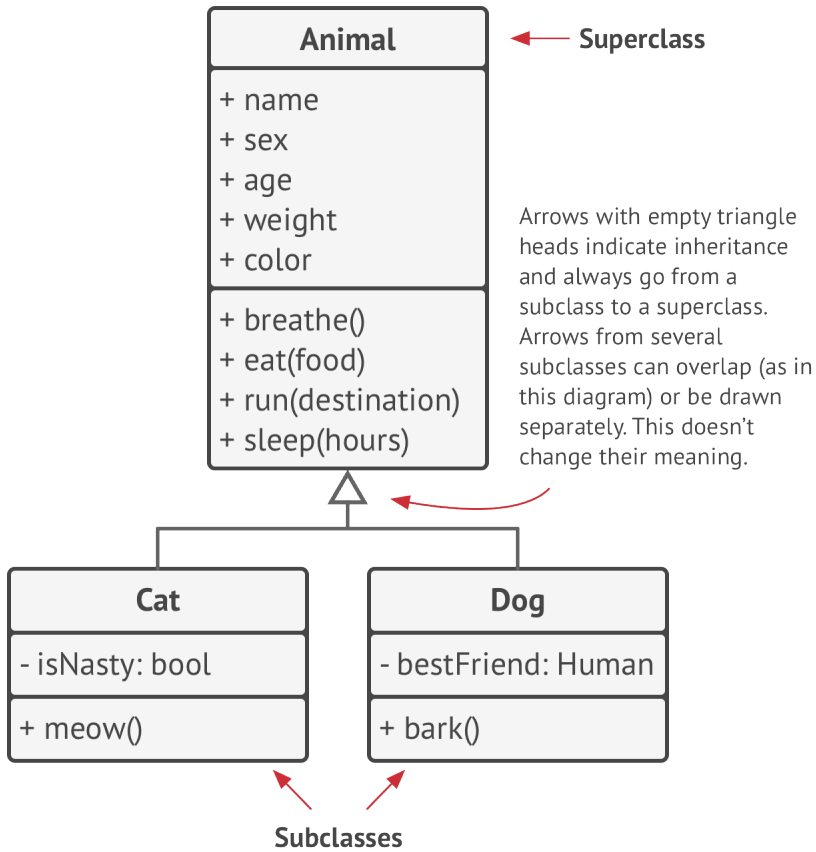 Animal
Superclass
+ name
+ sex
+ age
+ weight
+ color
+ breathe()
+ eat(food)
+ run(destination)
+ sleep(hours)
Arrows with empty triangle
heads indicate inheritance
and always go from a
subclass to a superclass.
Arrows from several
subclasses can overlap (as in
this diagram) or be drawn
separately. This doesn’t
change their meaning.
Cat
- isNasty: bool
+ meow()
Dog
- bestFriend: Human
+ bark()
Subclasses